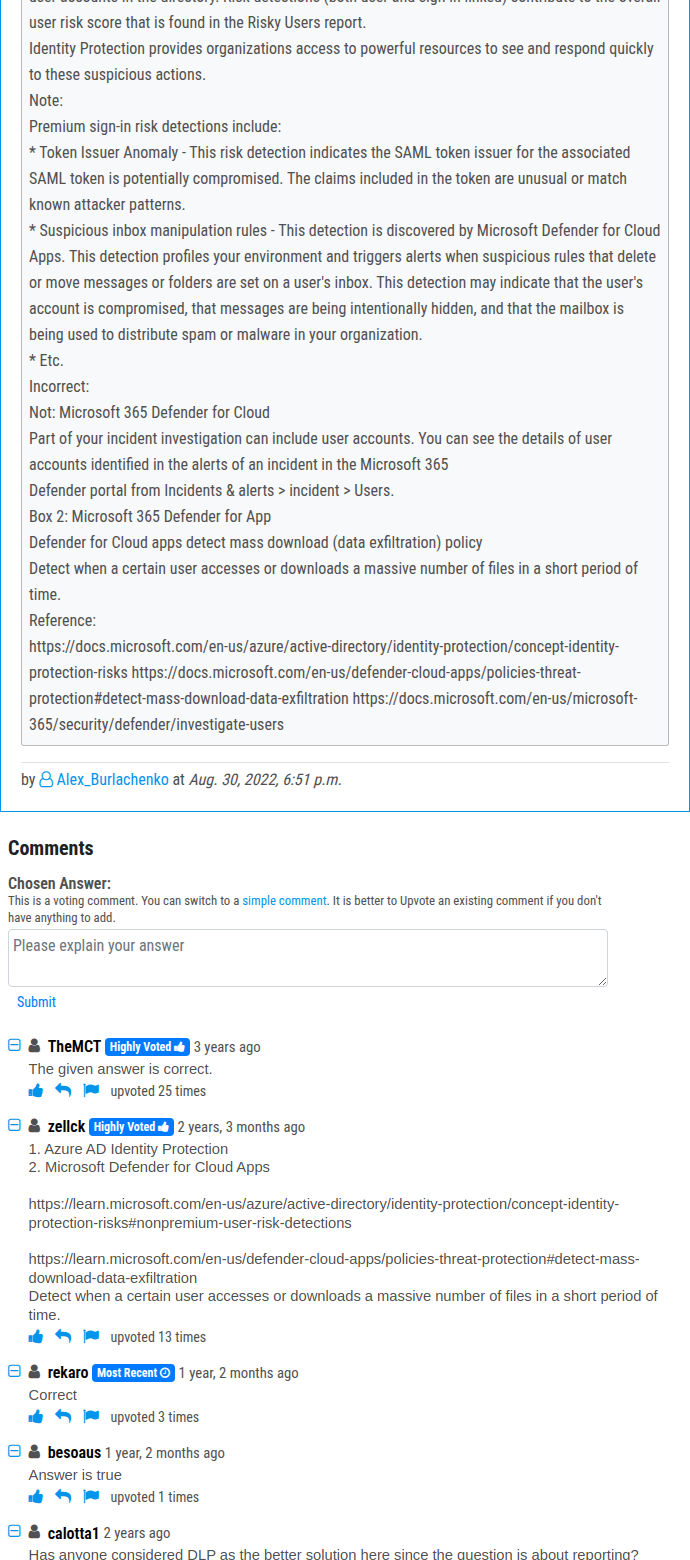 user accounts in the directory. Risk detections (both user and sign-in linked) contribute to the overall
user risk score that is found in the Risky Users report.
Identity Protection provides organizations access to powerful resources to see and respond quickly
to these suspicious actions.
Note:
Premium sign-in risk detections include:
* Token Issuer Anomaly - This risk detection indicates the SAML token issuer for the associated
SAML token is potentially compromised. The claims included in the token are unusual or match
known attacker patterns.
* Suspicious inbox manipulation rules - This detection is discovered by Microsoft Defender for Cloud
Apps. This detection profiles your environment and triggers alerts when suspicious rules that delete
or move messages or folders are set on a user's inbox. This detection may indicate that the user's
account is compromised, that messages are being intentionally hidden, and that the mailbox is
being used to distribute spam or malware in your organization.
* Etc.
Incorrect:
Not: Microsoft 365 Defender for Cloud
Part of your incident investigation can include user accounts. You can see the details of user
accounts identified in the alerts of an incident in the Microsoft 365
Defender portal from Incidents & alerts > incident > Users.
Box 2: Microsoft 365 Defender for App
Defender for Cloud apps detect mass download (data exfiltration) policy
Detect when a certain user accesses or downloads a massive number of files in a short period of
time.
Reference:
https://docs.microsoft.com/en-us/azure/active-directory/identity-protection/concept-identity-
protection-risks https://docs.microsoft.com/en-us/defender-cloud-apps/policies-threat-
protection#detect-mass-download-data-exfiltration https://docs.microsoft.com/en-us/microsoft-
365/security/defender/investigate-users
by Alex_Burlachenko at Aug. 30, 2022, 6:51 p.m.
Comments
Chosen Answer:
This is a voting comment. You can switch to a simple comment. It is better to Upvote an existing comment if you don't
have anything to add.
Please explain your answer
Submit
TheMCT Highly Voted 3 years ago
The given answer is correct.
upvoted 25 times
zellck Highly Voted 2 years, 3 months ago
1. Azure AD Identity Protection
2. Microsoft Defender for Cloud Apps
https://learn.microsoft.com/en-us/azure/active-directory/identity-protection/concept-identity-
protection-risks#nonpremium-user-risk-detections
https://learn.microsoft.com/en-us/defender-cloud-apps/policies-threat-protection#detect-mass-
download-data-exfiltration
Detect when a certain user accesses or downloads a massive number of files in a short period of
time.
upvoted 13 times
rekaro Most Recent 1 year, 2 months ago
Correct
upvoted 3 times
besoaus 1 year, 2 months ago
Answer is true
upvoted 1 times
calotta1 2 years ago
Has anyone considered DLP as the better solution here since the question is about reporting?